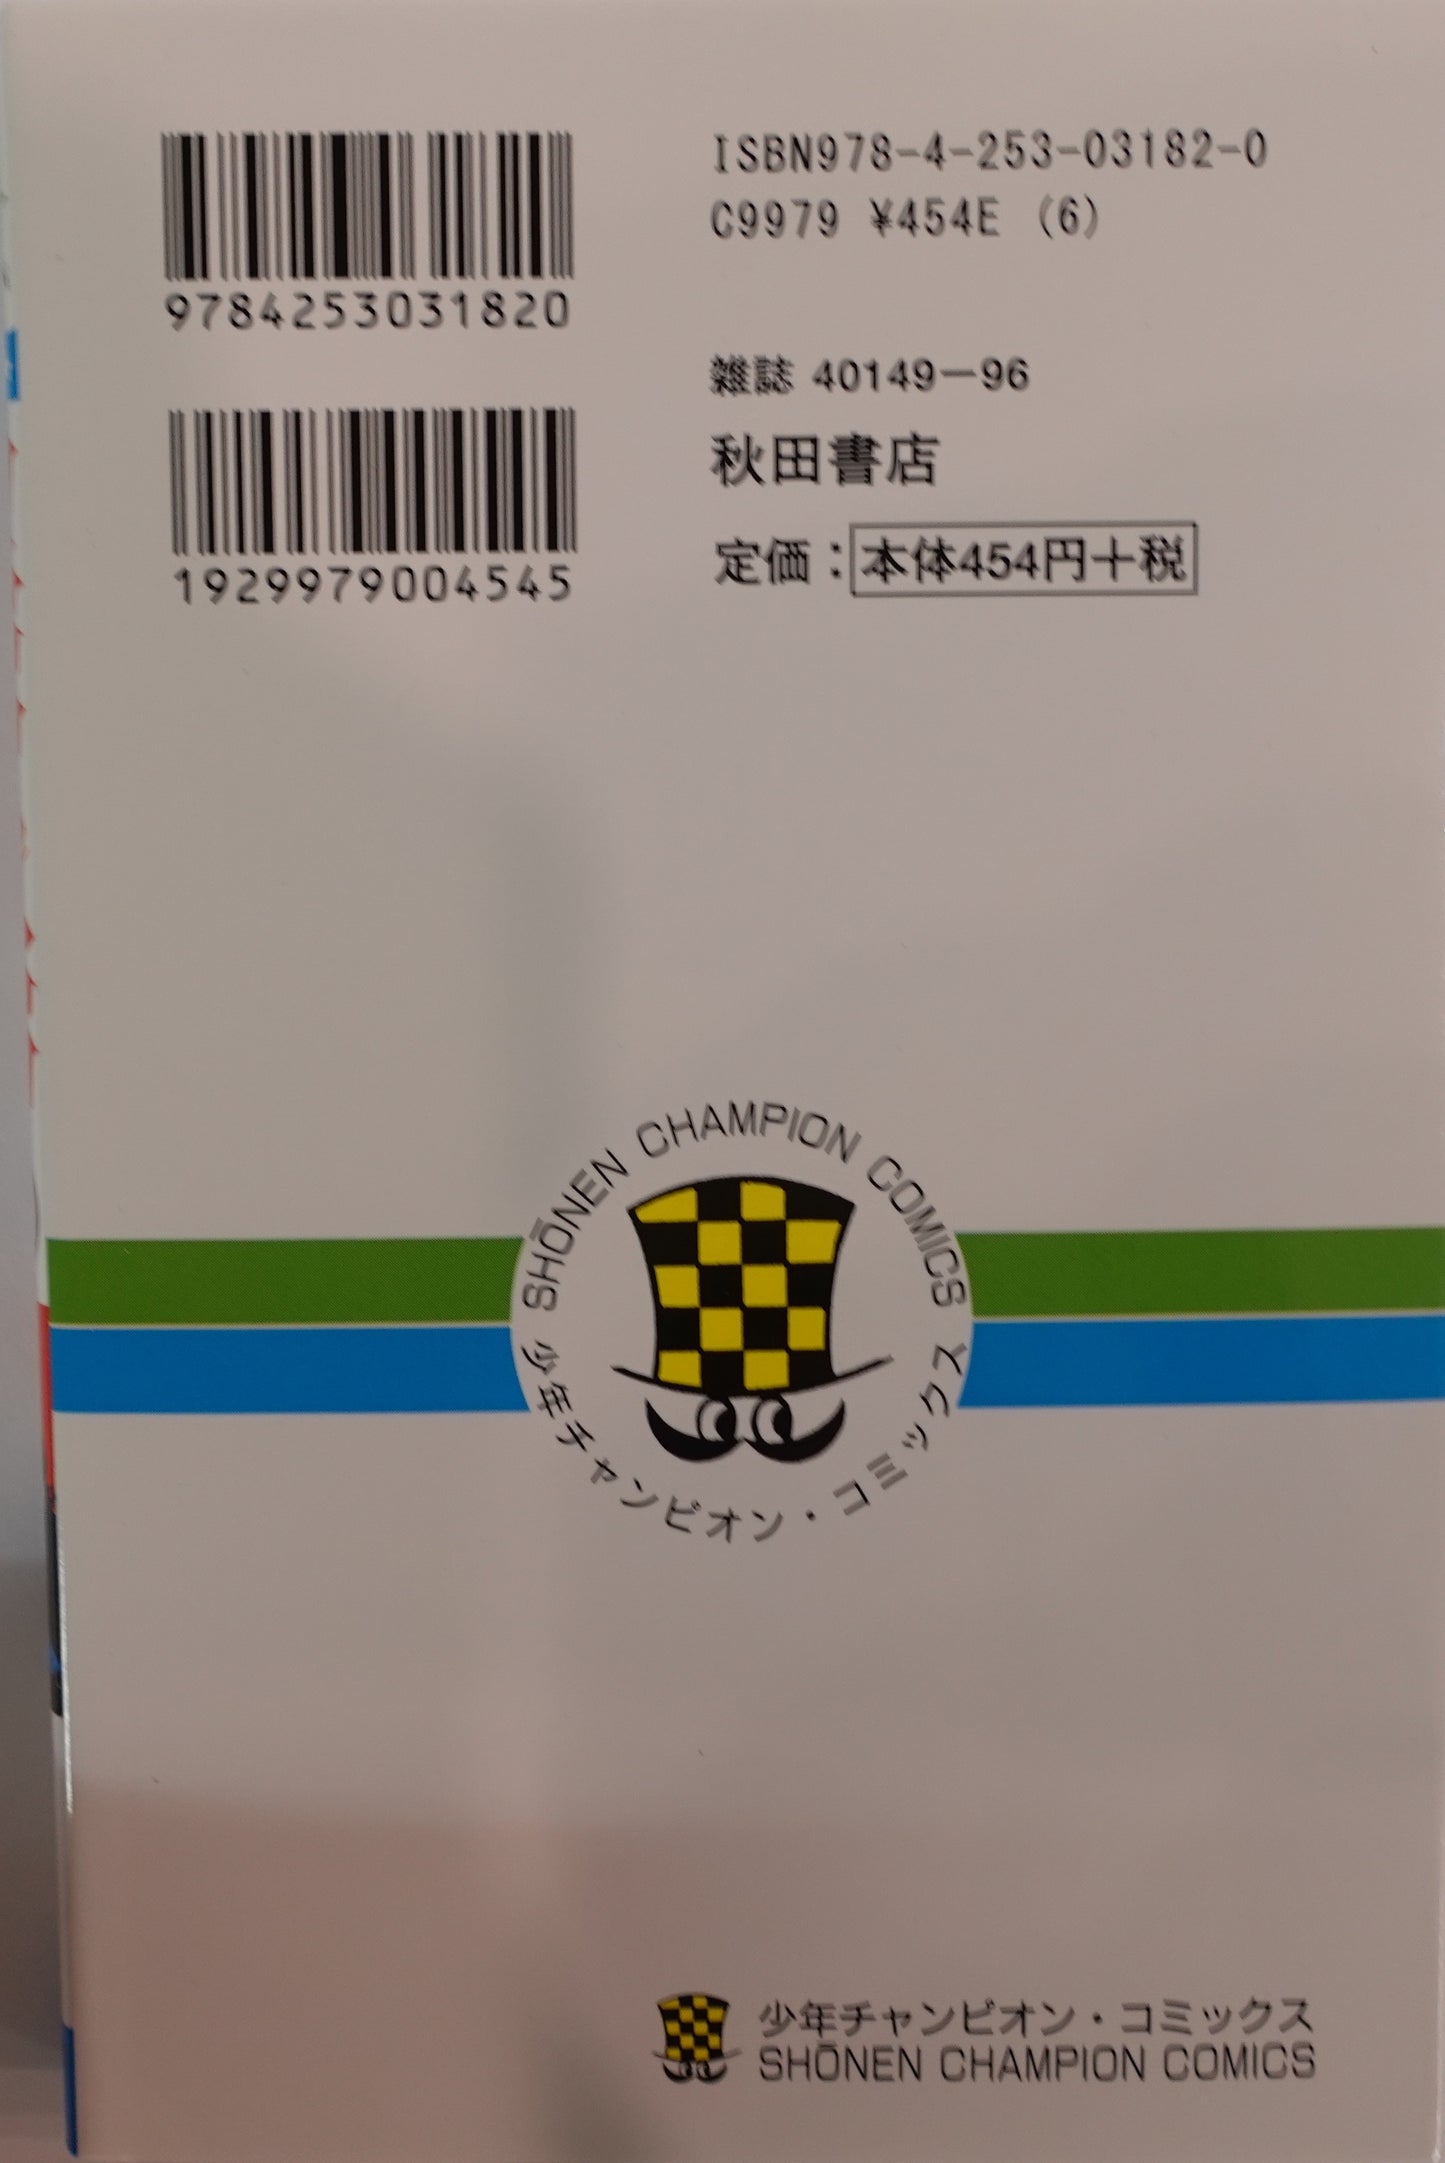 9784253031820
1929979004545
ISBN978-4-253-03182-0
C9979 ¥454E (6)
雑誌 40149-96
秋田書店
定価：本体454円+税
SHŌNEN CHAMPION COMICS
少年チャンピオン・コミックス
少年チャンピオン・コミックス
SHŌNEN CHAMPION COMICS